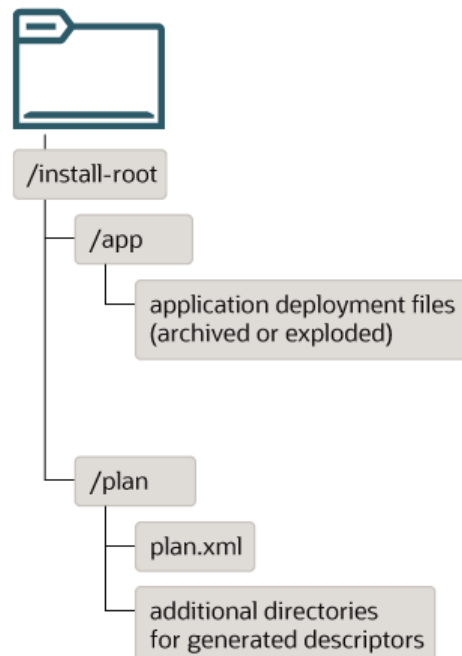 /install-root
/app
application deployment files
(archived or exploded)
/plan
plan.xml
additional directories
for generated descriptors